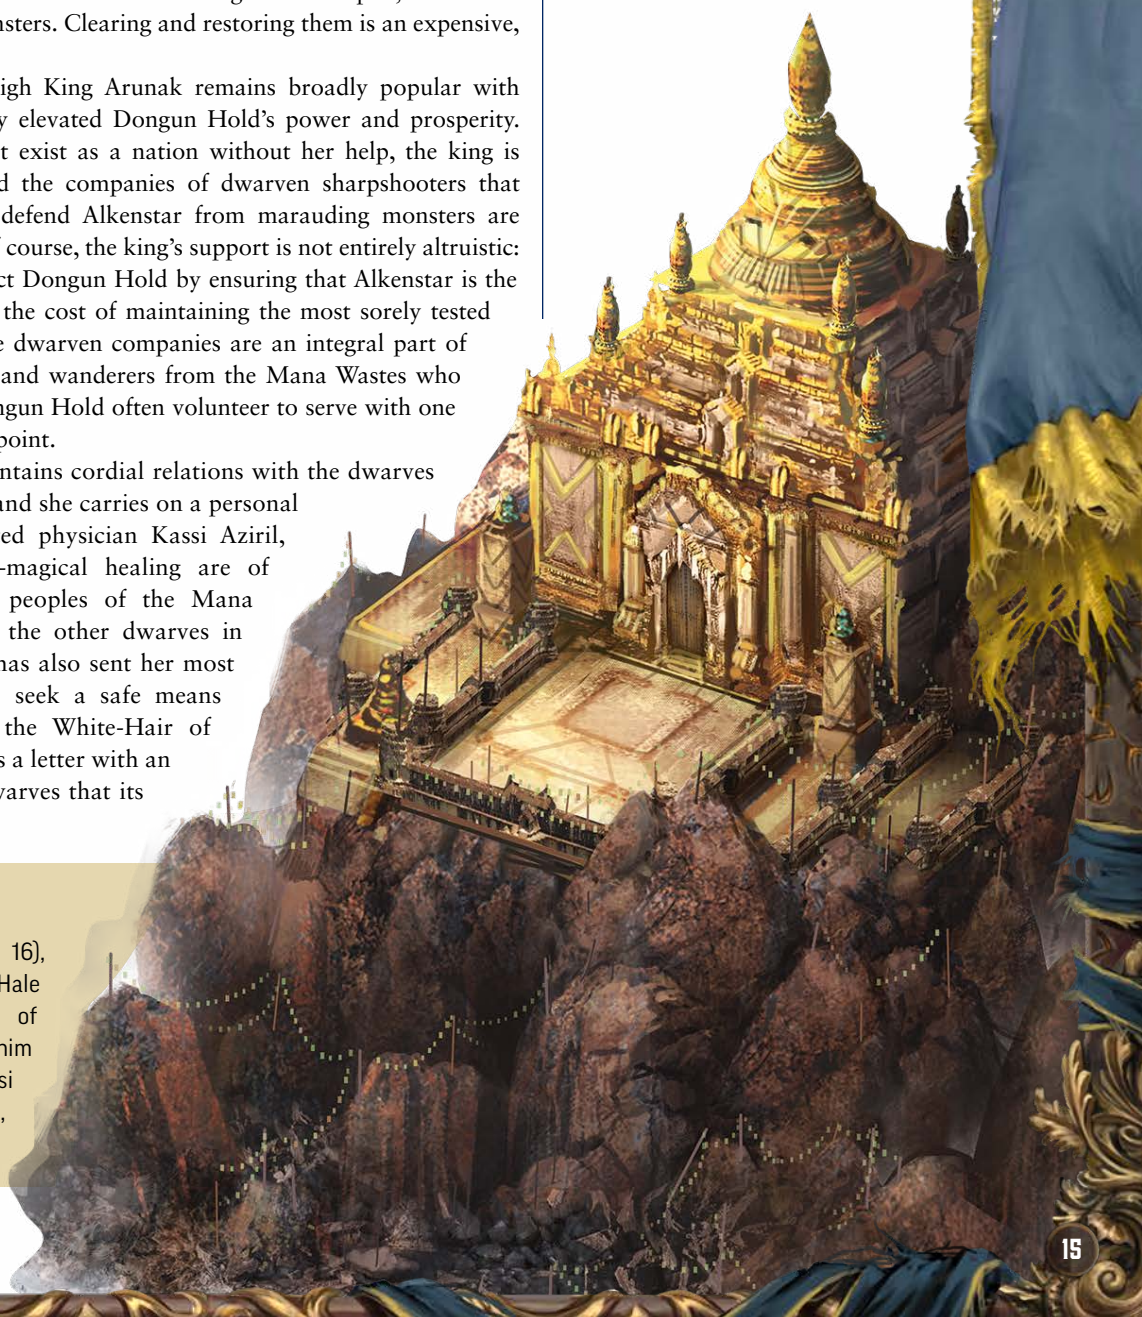 nsters. Clearing and restoring them is an expensive,
igh King Arunak remains broadly popular with
y elevated Dongun Hold’s power and prosperity.
t exist as a nation without her help, the king is
d the companies of dwarven sharpshooters that
defend Alkenstar from marauding monsters are
f course, the king’s support is not entirely altruistic:
ct Dongun Hold by ensuring that Alkenstar is the
the cost of maintaining the most sorely tested
e dwarven companies are an integral part of
and wanderers from the Mana Wastes who
ngun Hold often volunteer to serve with one
point.
ntains cordial relations with the dwarves
and she carries on a personal
ed physician Kassi Aziril,
-magical healing are of
peoples of the Mana
the other dwarves in
has also sent her most
seek a safe means
the White-Hair of
s a letter with an
warves that its
16),
Hale
of
him
si
,
15